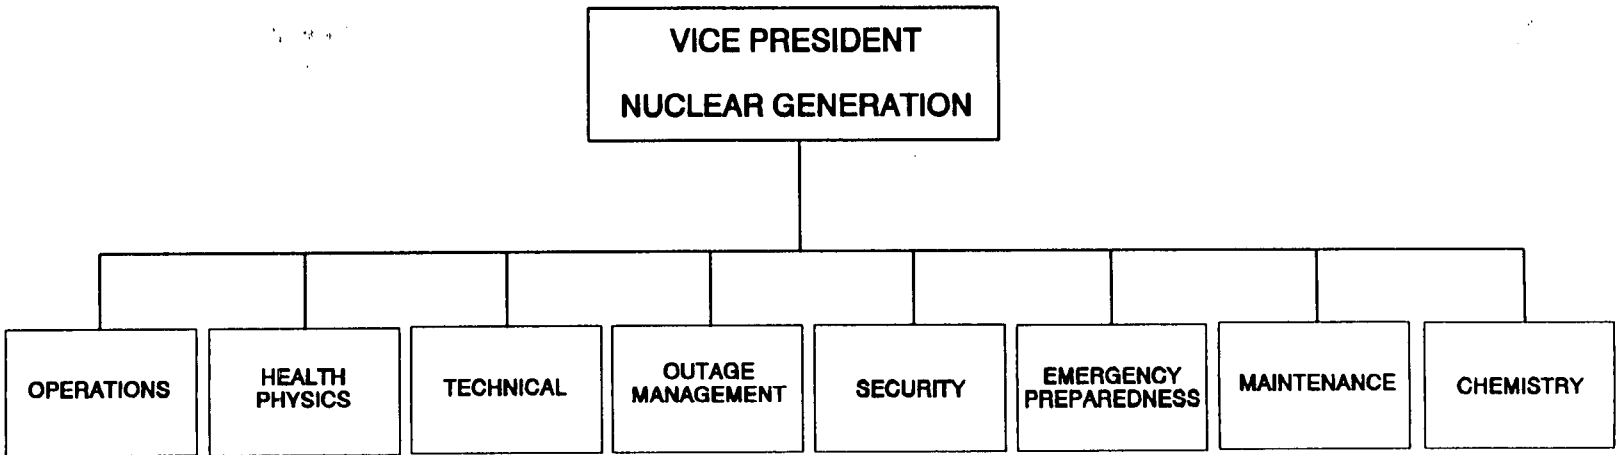 VICE PRESIDENT
NUCLEAR GENERATION
OPERATIONS
HEALTH
PHYSICS
TECHNICAL
OUTAGE
MANAGEMENT
SECURITY
EMERGENCY
PREPAREDNESS
MAINTENANCE
CHEMISTRY